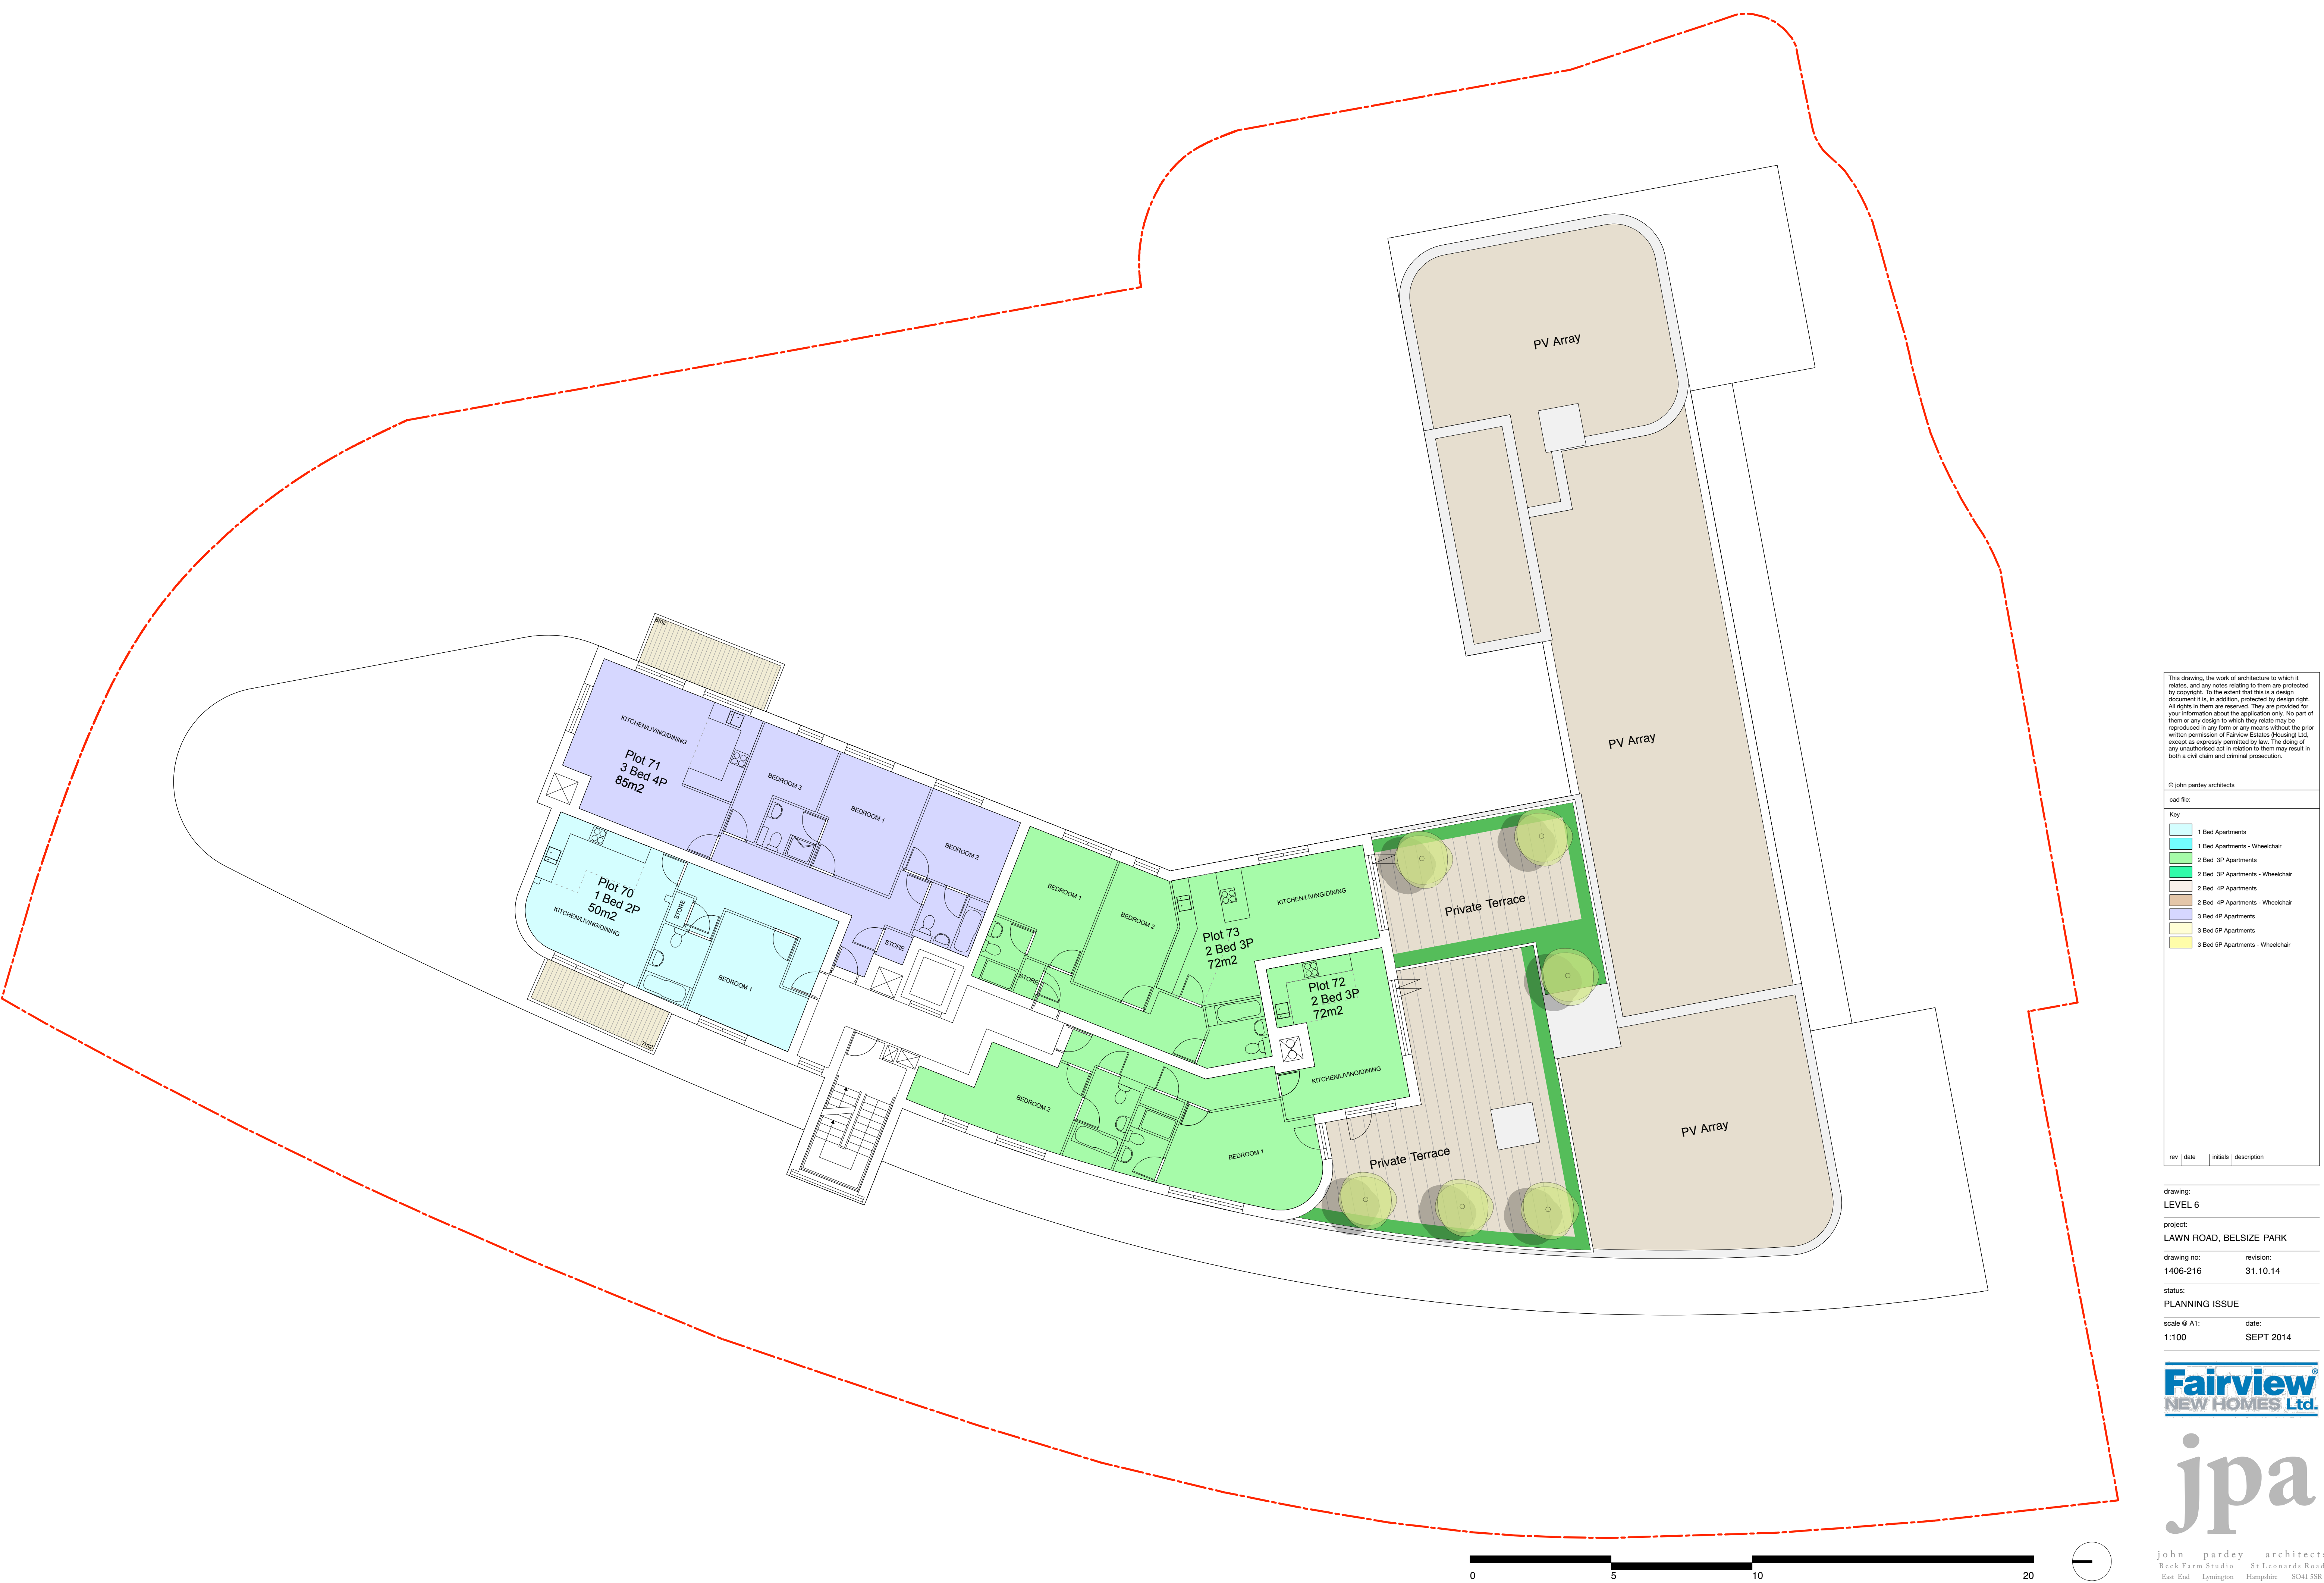 PV Array
PV Array
PV Array
8m2
KITCHEN/LIVING/DINING
Plot 71
3 Bed 4P
85m2
BEDROOM 3
BEDROOM 1
BEDROOM 2
STORE
Plot 70
1 Bed 2P
50m2
KITCHEN/LIVING/DINING
STORE
BEDROOM 1
7m2
BEDROOM 1
BEDROOM 2
STORE
KITCHEN/LIVING/DINING
Plot 73
2 Bed 3P
72m2
Private Terrace
Plot 72
2 Bed 3P
72m2
KITCHEN/LIVING/DINING
BEDROOM 2
BEDROOM 1
Private Terrace
0 5 10 20
This drawing, the work of architecture to which it
relates, and any notes relating to them are protected
by copyright. To the extent that this is a design
document it is, in addition, protected by design right.
All rights in them are reserved. They are provided for
your information about the application only. No part of
them or any design to which they relate may be
reproduced in any form or any means without the prior
written permission of Fairview Estates (Housing) Ltd,
except as expressly permitted by law. The doing of
any unauthorised act in relation to them may result in
both a civil claim and criminal prosecution.
© john pardey architects
cad file:
Key
1 Bed Apartments
1 Bed Apartments - Wheelchair
2 Bed 3P Apartments
2 Bed 3P Apartments - Wheelchair
2 Bed 4P Apartments
2 Bed 4P Apartments - Wheelchair
3 Bed 4P Apartments
3 Bed 5P Apartments
3 Bed 5P Apartments - Wheelchair
rev date initials description
drawing:
LEVEL 6
project:
LAWN ROAD, BELSIZE PARK
drawing no: revision:
1406-216 31.10.14
status:
PLANNING ISSUE
scale @ A1: date:
1:100 SEPT 2014
Fairview®
NEW HOMES Ltd.
jpa
john pardey architects
Beck Farm Studio St Leonards Road
East End Lymington Hampshire SO41 5SR